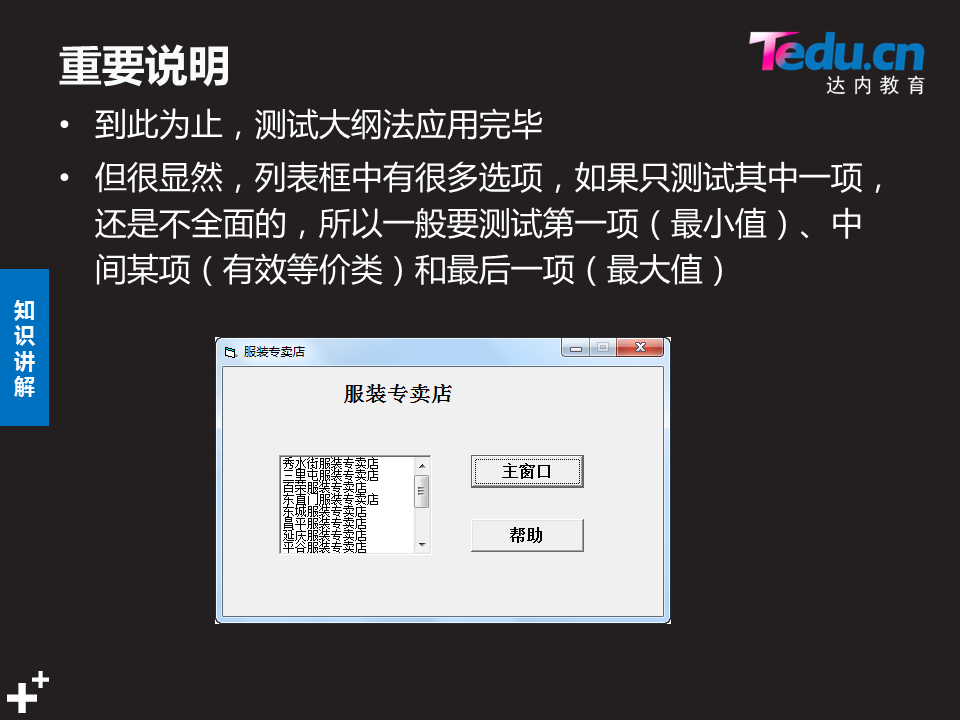 重要说明
Tedu.cn
达内教育
• 到此为止，测试大纲法应用完毕
• 但很显然，列表框中有很多选项，如果只测试其中一项，
还是不全面的，所以一般要测试第一项（最小值）、中
间某项（有效等价类）和最后一项（最大值）
知识讲解
服装专卖店
服装专卖店
秀水街服装专卖店
三里屯服装专卖店
百荣服装专卖店
东直门服装专卖店
东城服装专卖店
昌平服装专卖店
延庆服装专卖店
平谷服装专卖店
主窗口
帮助